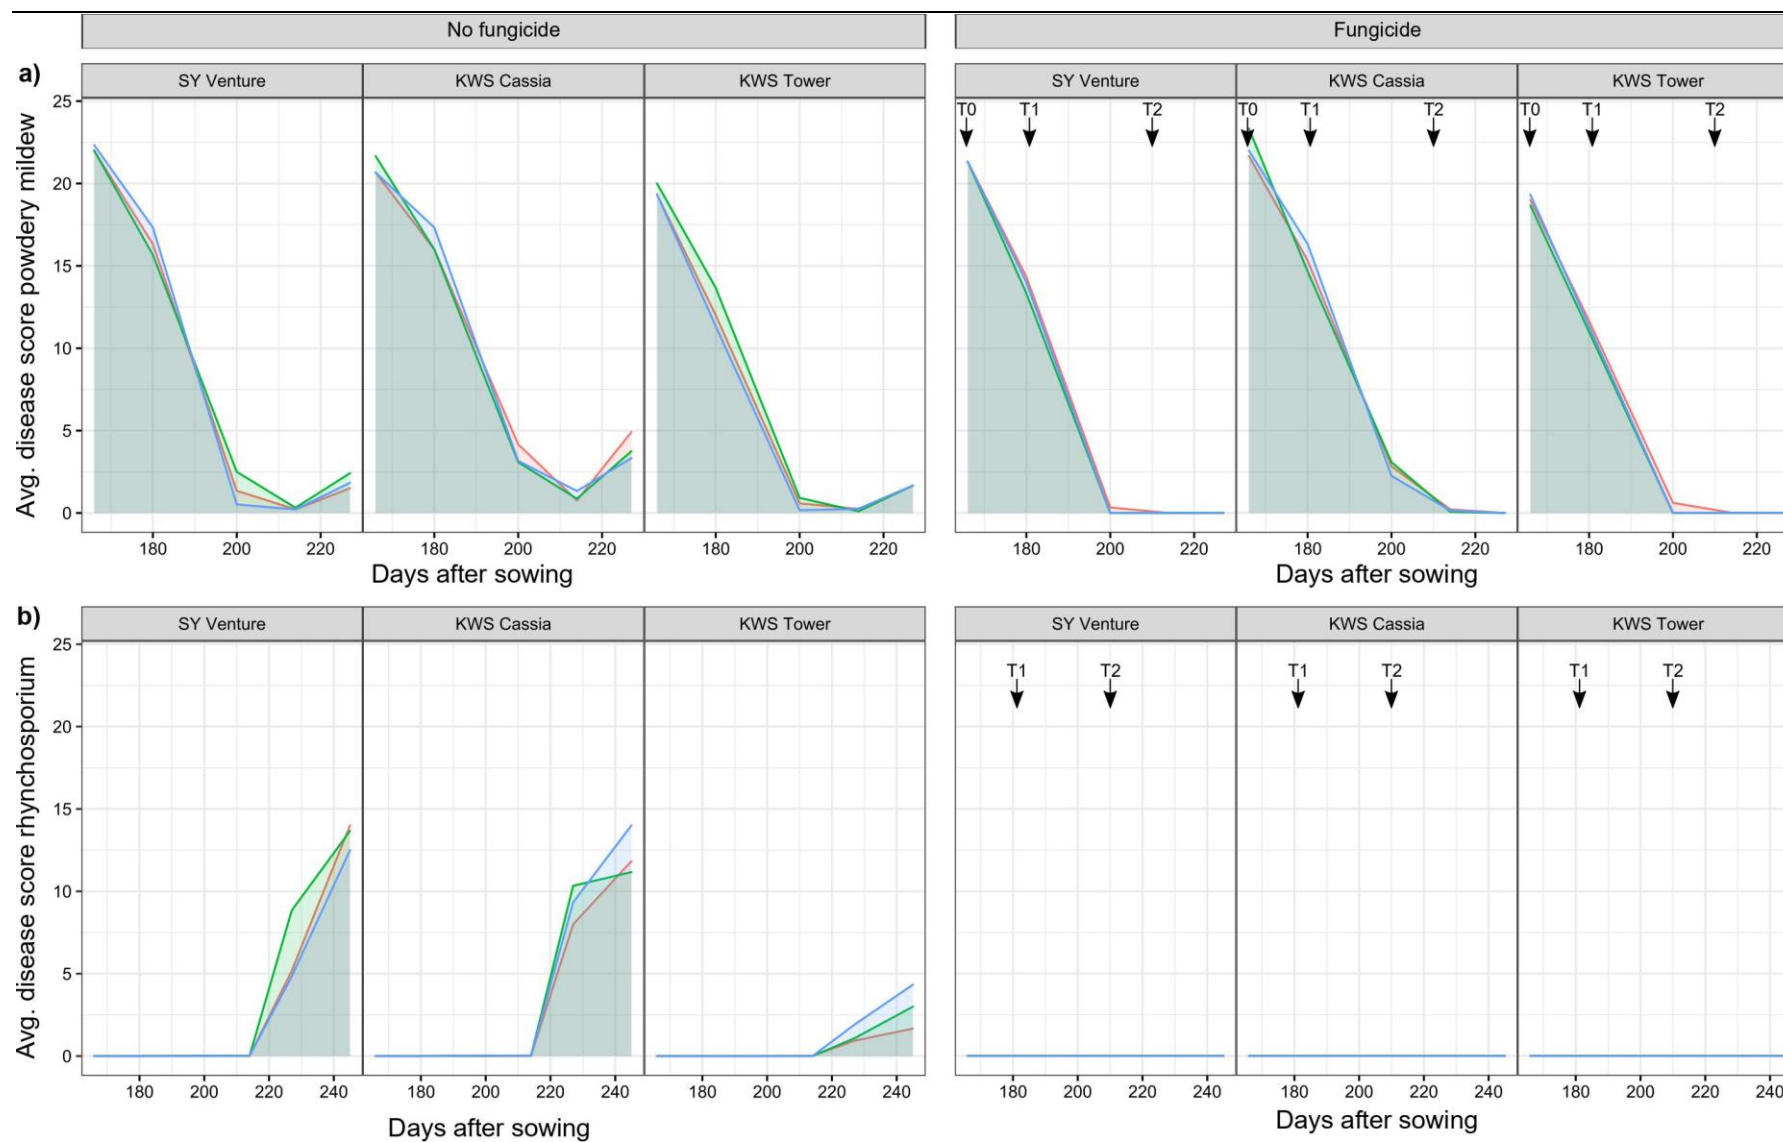 No fungicide Fungicide
a) SY Venture KWS Cassia KWS Tower SY Venture KWS Cassia KWS Tower
Avg. disease score powdery mildew
25
20
15
10
5
0
T0 T1 T2 T0 T1 T2 T0 T1 T2
180 200 220 180 200 220 180 200 220 180 200 220 180 200 220 180 200 220
Days after sowing Days after sowing
b) SY Venture KWS Cassia KWS Tower SY Venture KWS Cassia KWS Tower
Avg. disease score rhynchosporium
25
20
15
10
5
0
T1 T2 T1 T2 T1 T2
180 200 220 240 180 200 220 240 180 200 220 240 180 200 220 240 180 200 220 240 180 200 220 240
Days after sowing Days after sowing